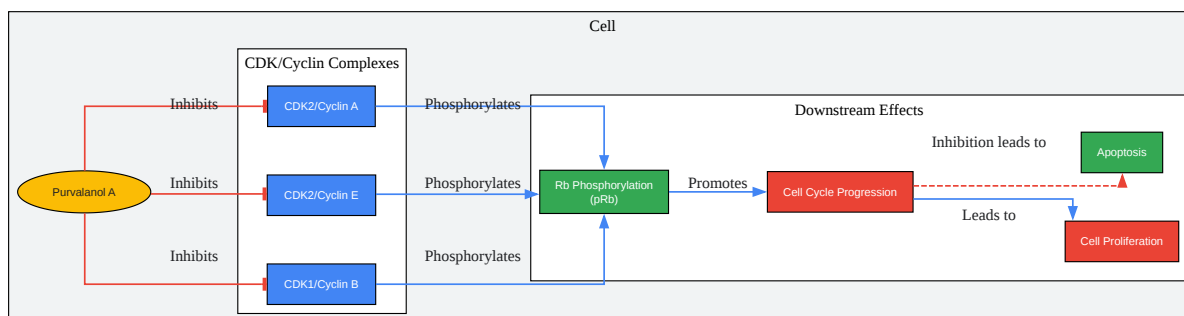 Cell
CDK/Cyclin Complexes
Inhibits
CDK2/Cyclin A
Phosphorylates
Downstream Effects
Inhibition leads to
Apoptosis
Purvalanol A
Inhibits
CDK2/Cyclin E
Phosphorylates
Rb Phosphorylation
(pRb)
Promotes
Cell Cycle Progression
Leads to
Cell Proliferation
Inhibits
CDK1/Cyclin B
Phosphorylates